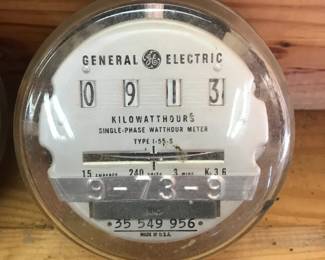 GENERAL GE ELECTRIC
0 9 1 3
KILOWATTHOURS
SINGLE-PHASE WATTHOUR METER
TYPE I-55-S
15 AMPERES 240 VOLTS 3 WIRE K 3.6
9-73-9
35 549 956
MADE IN U.S.A.